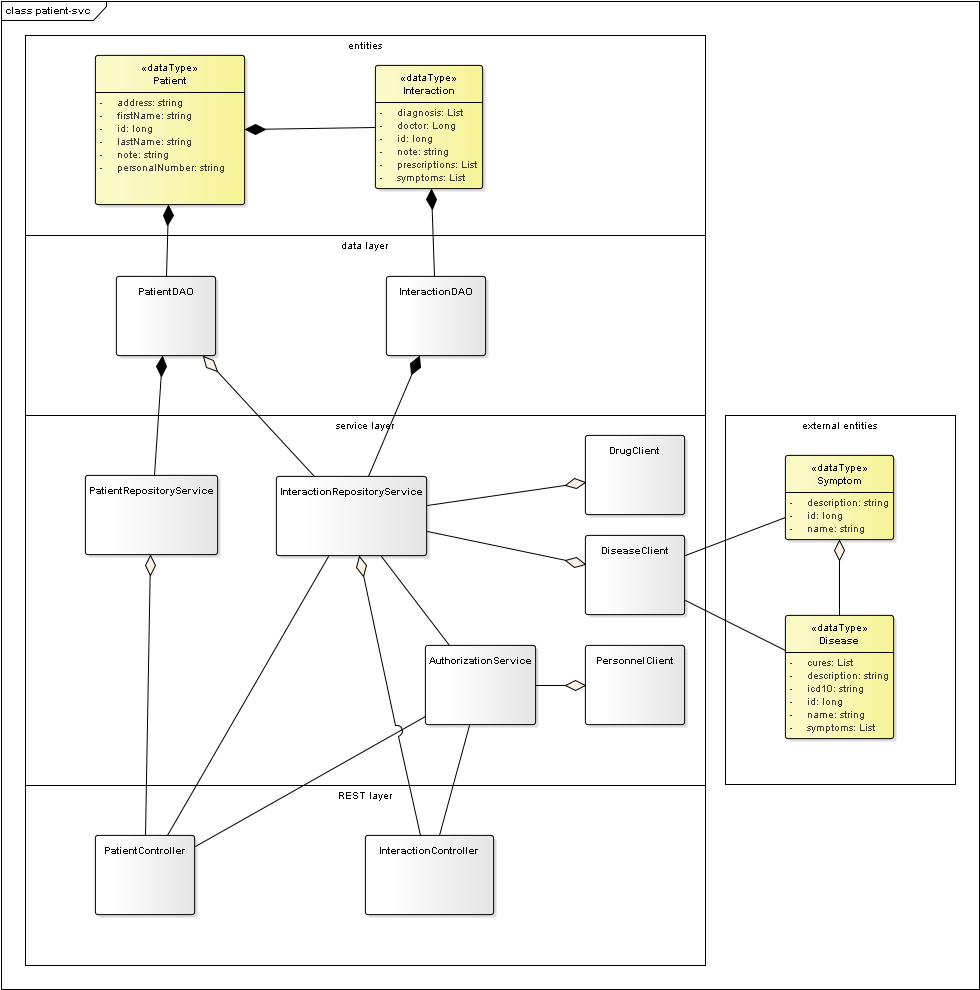 class patient-svc
entities
«dataType»
Patient
- address: string
- firstName: string
- id: long
- lastName: string
- note: string
- personalNumber: string
«dataType»
Interaction
- diagnosis: List
- doctor: Long
- id: long
- note: string
- prescriptions: List
- symptoms: List
data layer
PatientDAO
InteractionDAO
service layer
PatientRepositoryService
InteractionRepositoryService
DrugClient
DiseaseClient
AuthorizationService
PersonnelClient
external entities
«dataType»
Symptom
- description: string
- id: long
- name: string
«dataType»
Disease
- cures: List
- description: string
- icd10: string
- id: long
- name: string
- symptoms: List
REST layer
PatientController
InteractionController